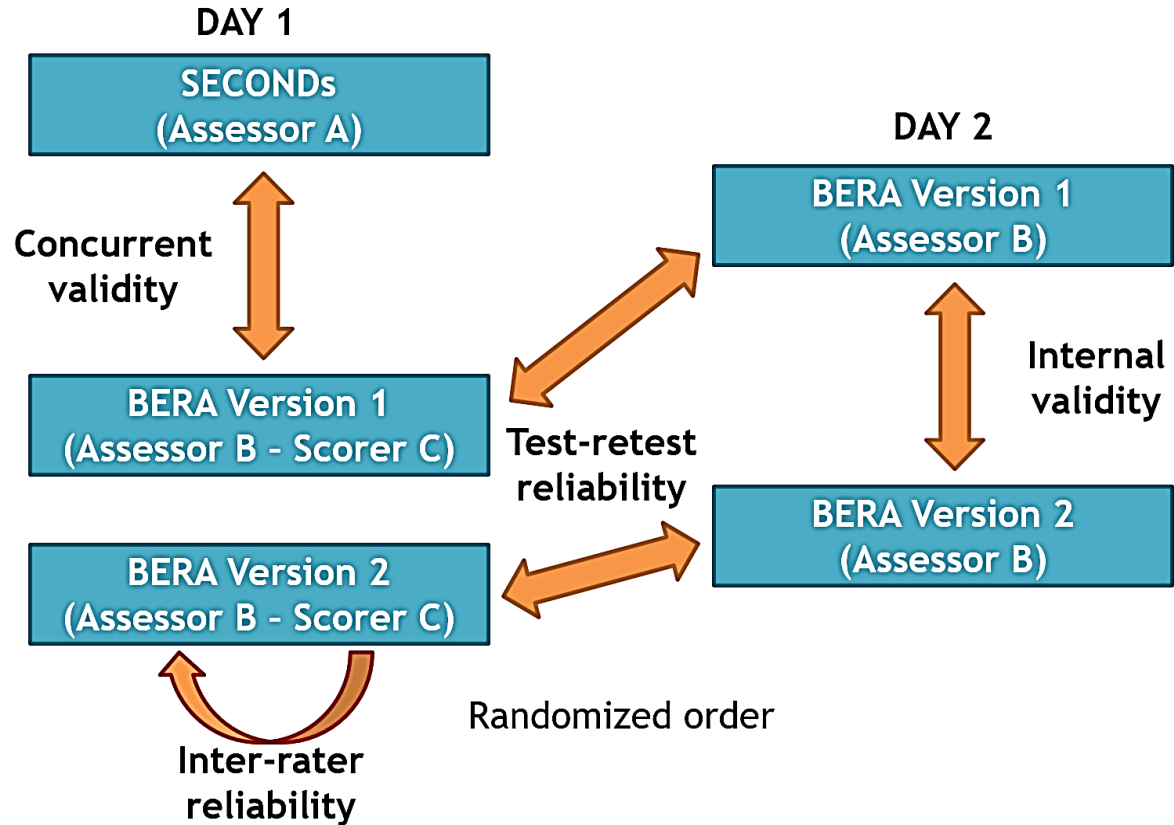 DAY 1
SECONDs
(Assessor A)
DAY 2
BERA Version 1
(Assessor B)
Concurrent
validity
Internal
validity
BERA Version 1
(Assessor B – Scorer C)
Test-retest
reliability
BERA Version 2
(Assessor B)
BERA Version 2
(Assessor B – Scorer C)
Randomized order
Inter-rater
reliability